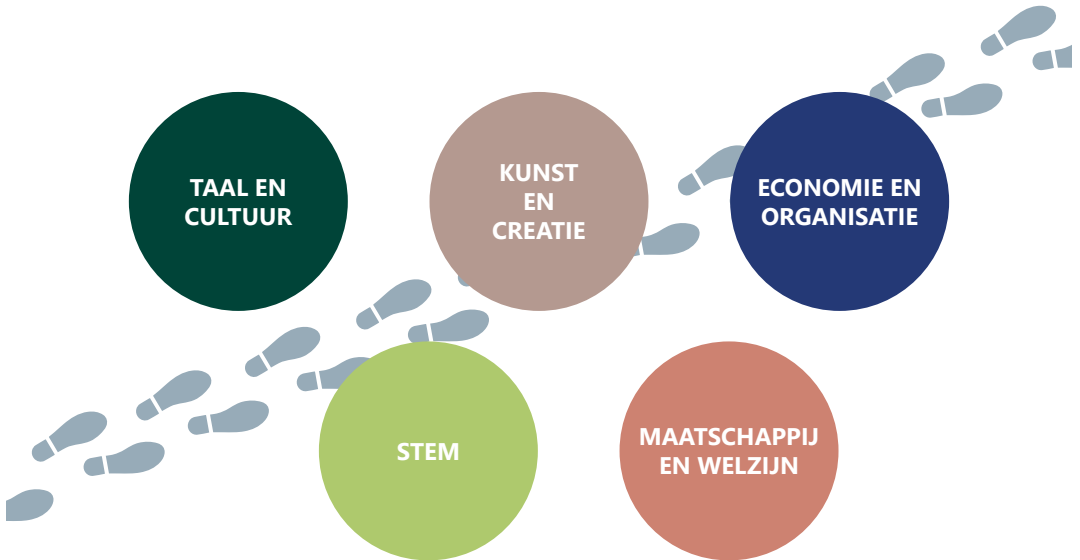 TAAL EN
CULTUUR
KUNST
EN
CREATIE
ECONOMIE EN
ORGANISATIE
STEM
MAATSCHAPPIJ
EN WELZIJN